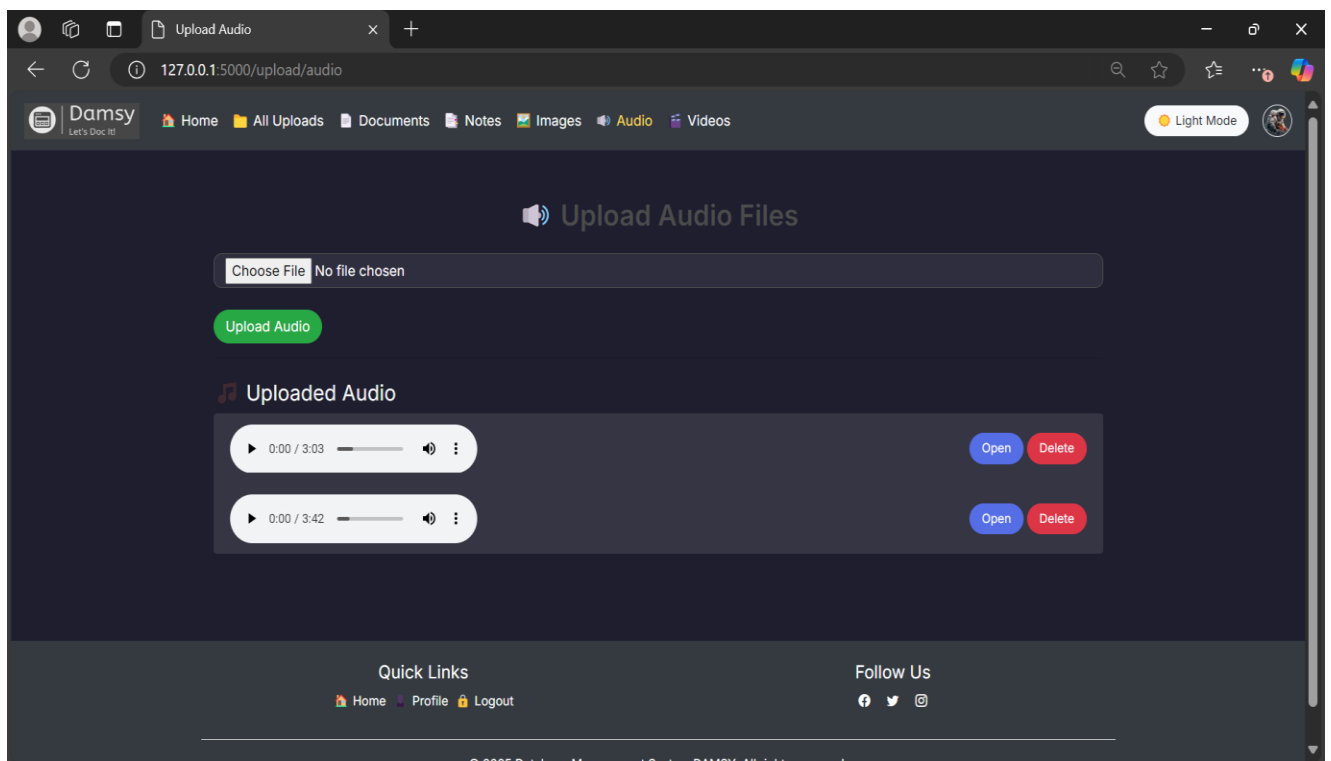 Upload Audio
127.0.0.1:5000/upload/audio
Damsy
Let's Doc It!
Home All Uploads Documents Notes Images Audio Videos
Light Mode
Upload Audio Files
Choose File No file chosen
Upload Audio
Uploaded Audio
0:00 / 3:03
Open Delete
0:00 / 3:42
Open Delete
Quick Links
Follow Us
Home Profile Logout